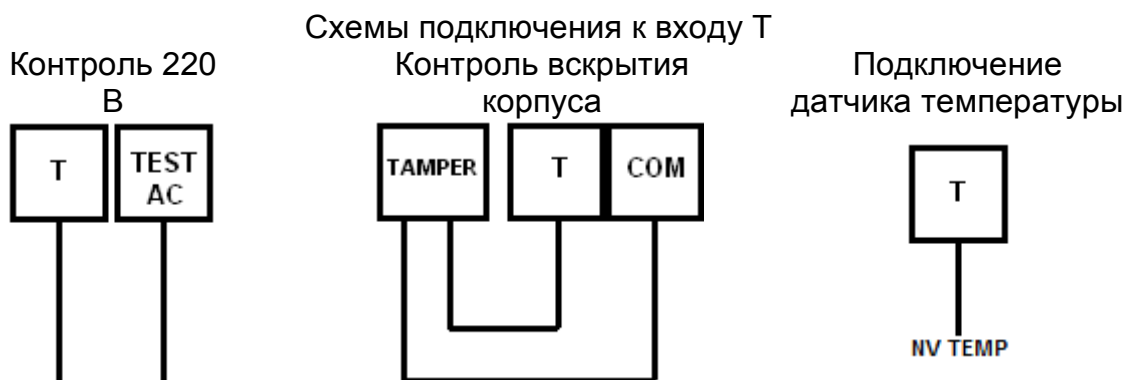 Схемы подключения к входу Т
Контроль 220
В
Контроль вскрытия
корпуса
Подключение
датчика температуры
T
TEST
AC
TAMPER
T
COM
T
NV TEMP